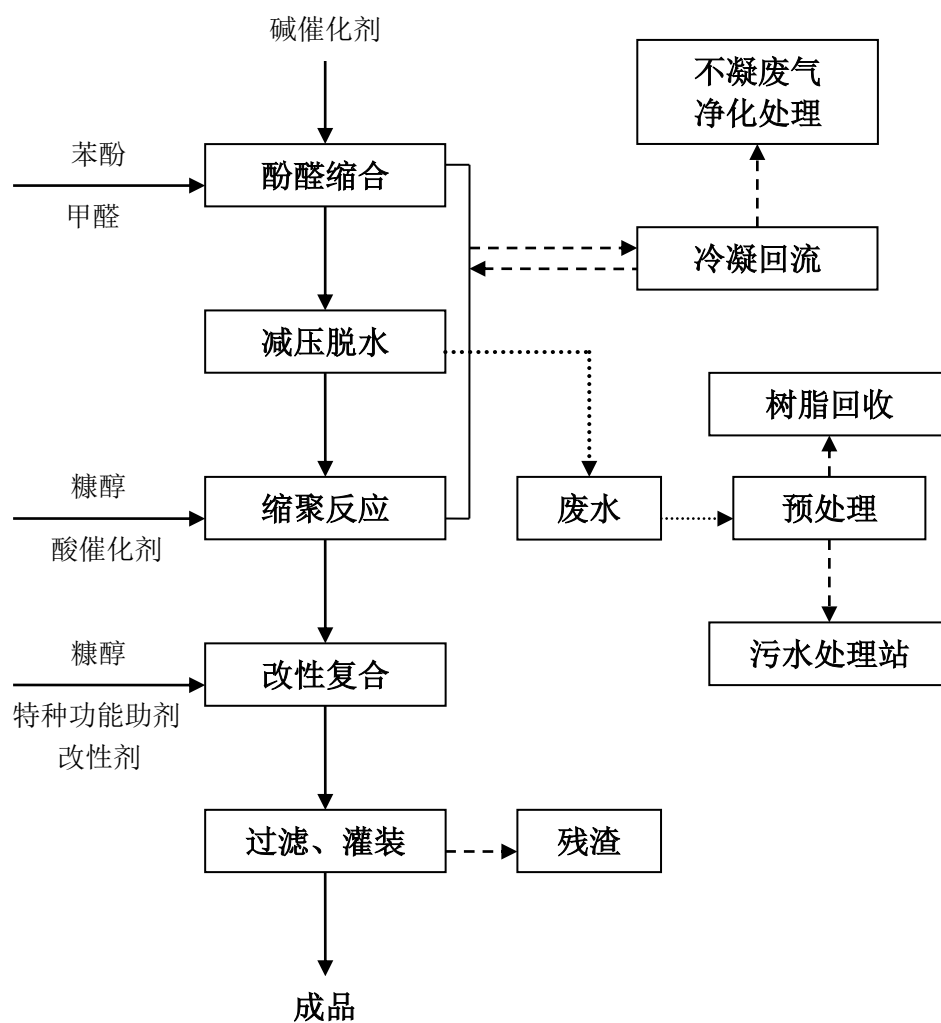 碱催化剂
不凝废气
净化处理
苯酚
甲醛
酚醛缩合
冷凝回流
减压脱水
树脂回收
糠醇
酸催化剂
缩聚反应
废水
预处理
糠醇
特种功能助剂
改性剂
改性复合
污水处理站
过滤、灌装
残渣
成品